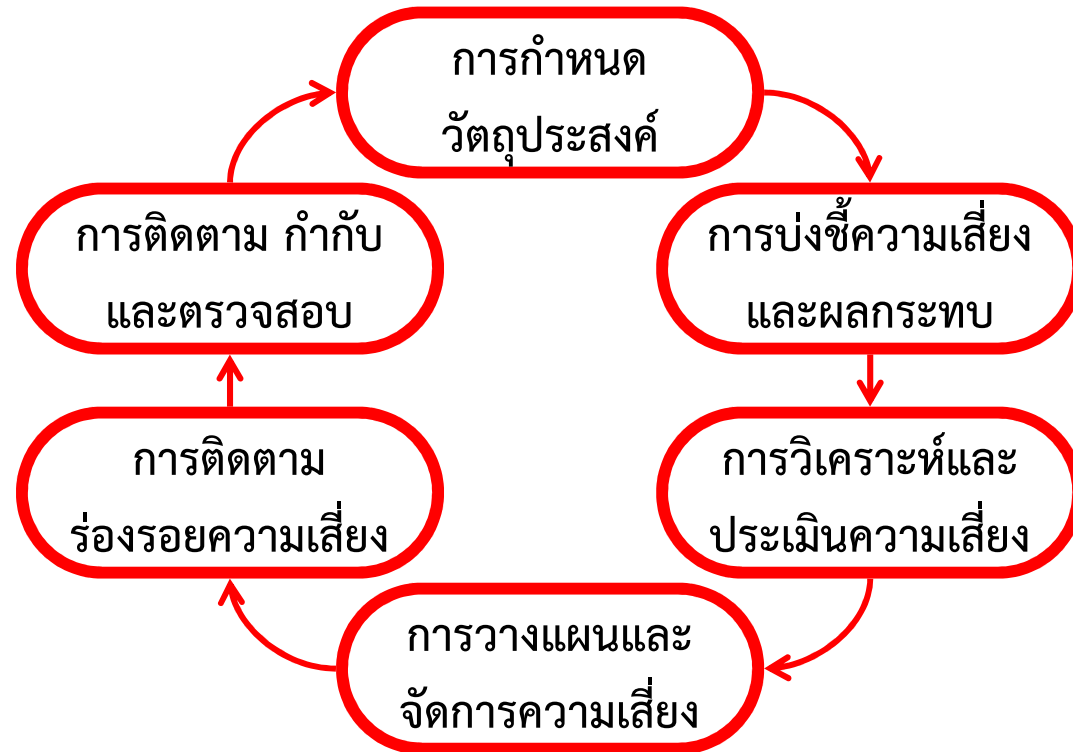 การกำหนด
วัตถุประสงค์
การบ่งชี้ความเสี่ยง
และผลกระทบ
การวิเคราะห์และ
ประเมินความเสี่ยง
การวางแผนและ
จัดการความเสี่ยง
การติดตาม
ร่องรอยความเสี่ยง
การติดตาม กำกับ
และตรวจสอบ